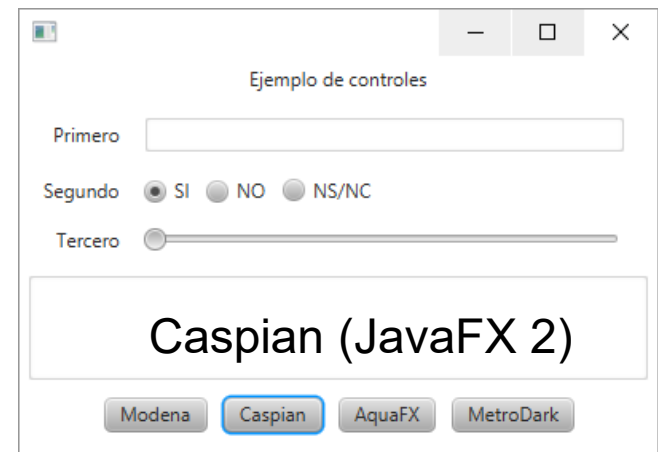 Ejemplo de controles
Primero
Segundo SI NO NS/NC
Tercero
Caspian (JavaFX 2)
Modena Caspian AquaFX MetroDark